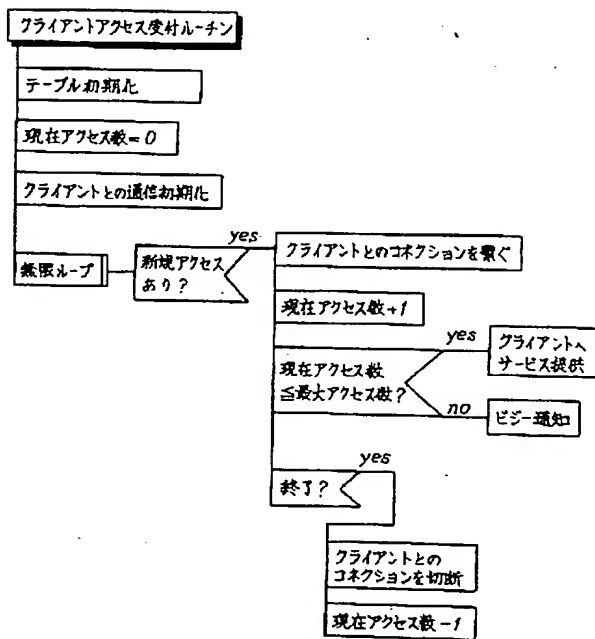 クライアントアクセス受付ルーチン
テーブル初期化
現在アクセス数=0
クライアントとの通信初期化
無限ループ
新規アクセス
あり?
yes
クライアントとのコネクションを繋ぐ
現在アクセス数+1
現在アクセス数
≦最大アクセス数?
yes
クライアントへ
サービス提供
no
ビジー通知
終了?
yes
クライアントとの
コネクションを切断
現在アクセス数-1